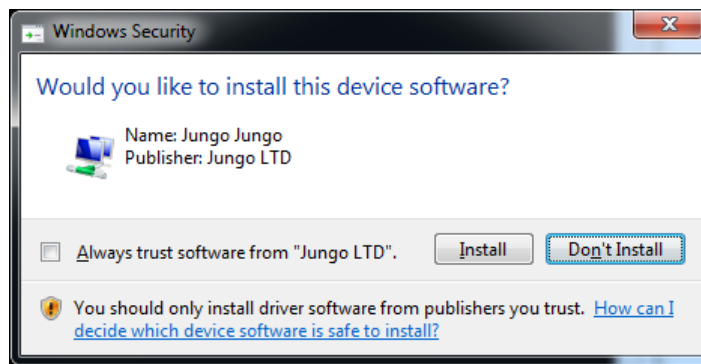 Windows Security
Would you like to install this device software?
Name: Jungo Jungo
Publisher: Jungo LTD
Always trust software from "Jungo LTD".
Install
Don't Install
You should only install driver software from publishers you trust. How can I
decide which device software is safe to install?